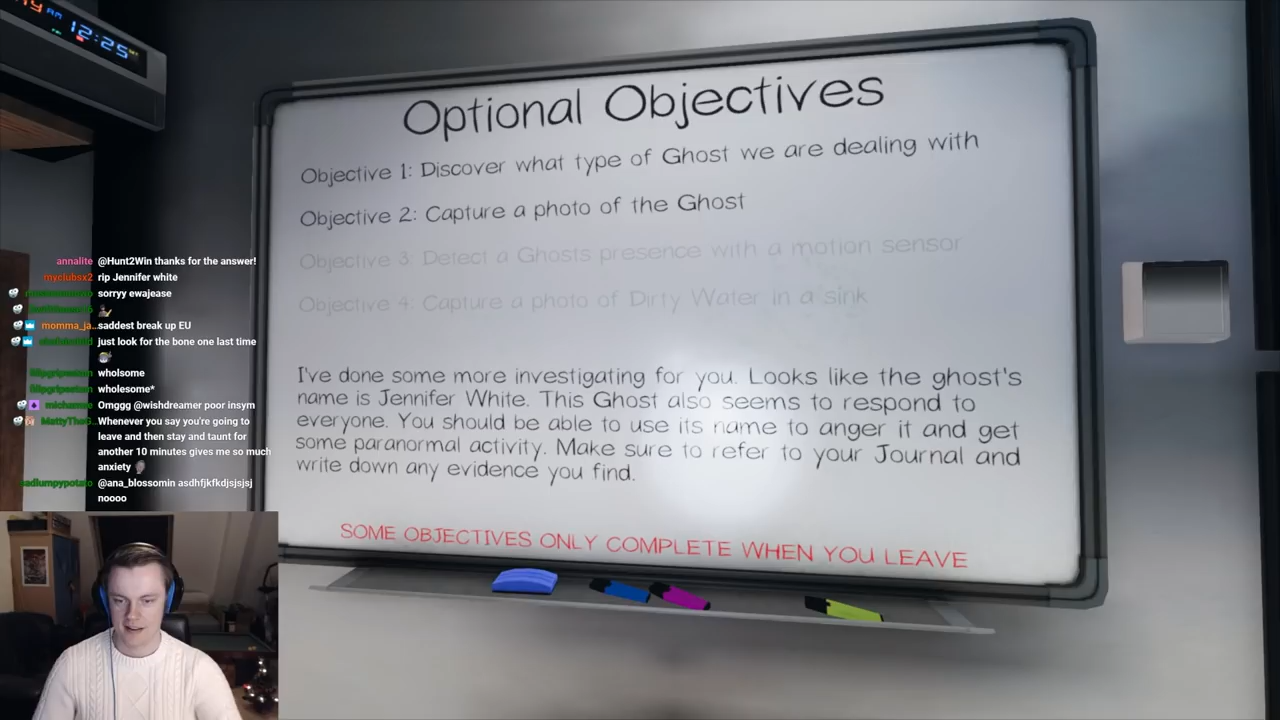 AM 12:25
Optional Objectives
Objective 1: Discover what type of Ghost we are dealing with
Objective 2: Capture a photo of the Ghost
Objective 3: Detect a Ghosts presence with a motion sensor
Objective 4: Capture a photo of Dirty Water in a sink
I've done some more investigating for you. Looks like the ghost's
name is Jennifer White. This Ghost also seems to respond to
everyone. You should be able to use its name to anger it and get
some paranormal activity. Make sure to refer to your Journal and
write down any evidence you find.
SOME OBJECTIVES ONLY COMPLETE WHEN YOU LEAVE
annalite @Hunt2Win thanks for the answer!
myclubsx2 rip Jennifer white
sorryy ewajease
momma_ja... saddest break up EU
just look for the bone one last time
wholsome
wholesome*
Omggg @wishdreamer poor insym
MattyTheG... Whenever you say you're going to
leave and then stay and taunt for
another 10 minutes gives me so much
anxiety
@ana_blossomin asdhfjkfkdjsjsjsj
noooo